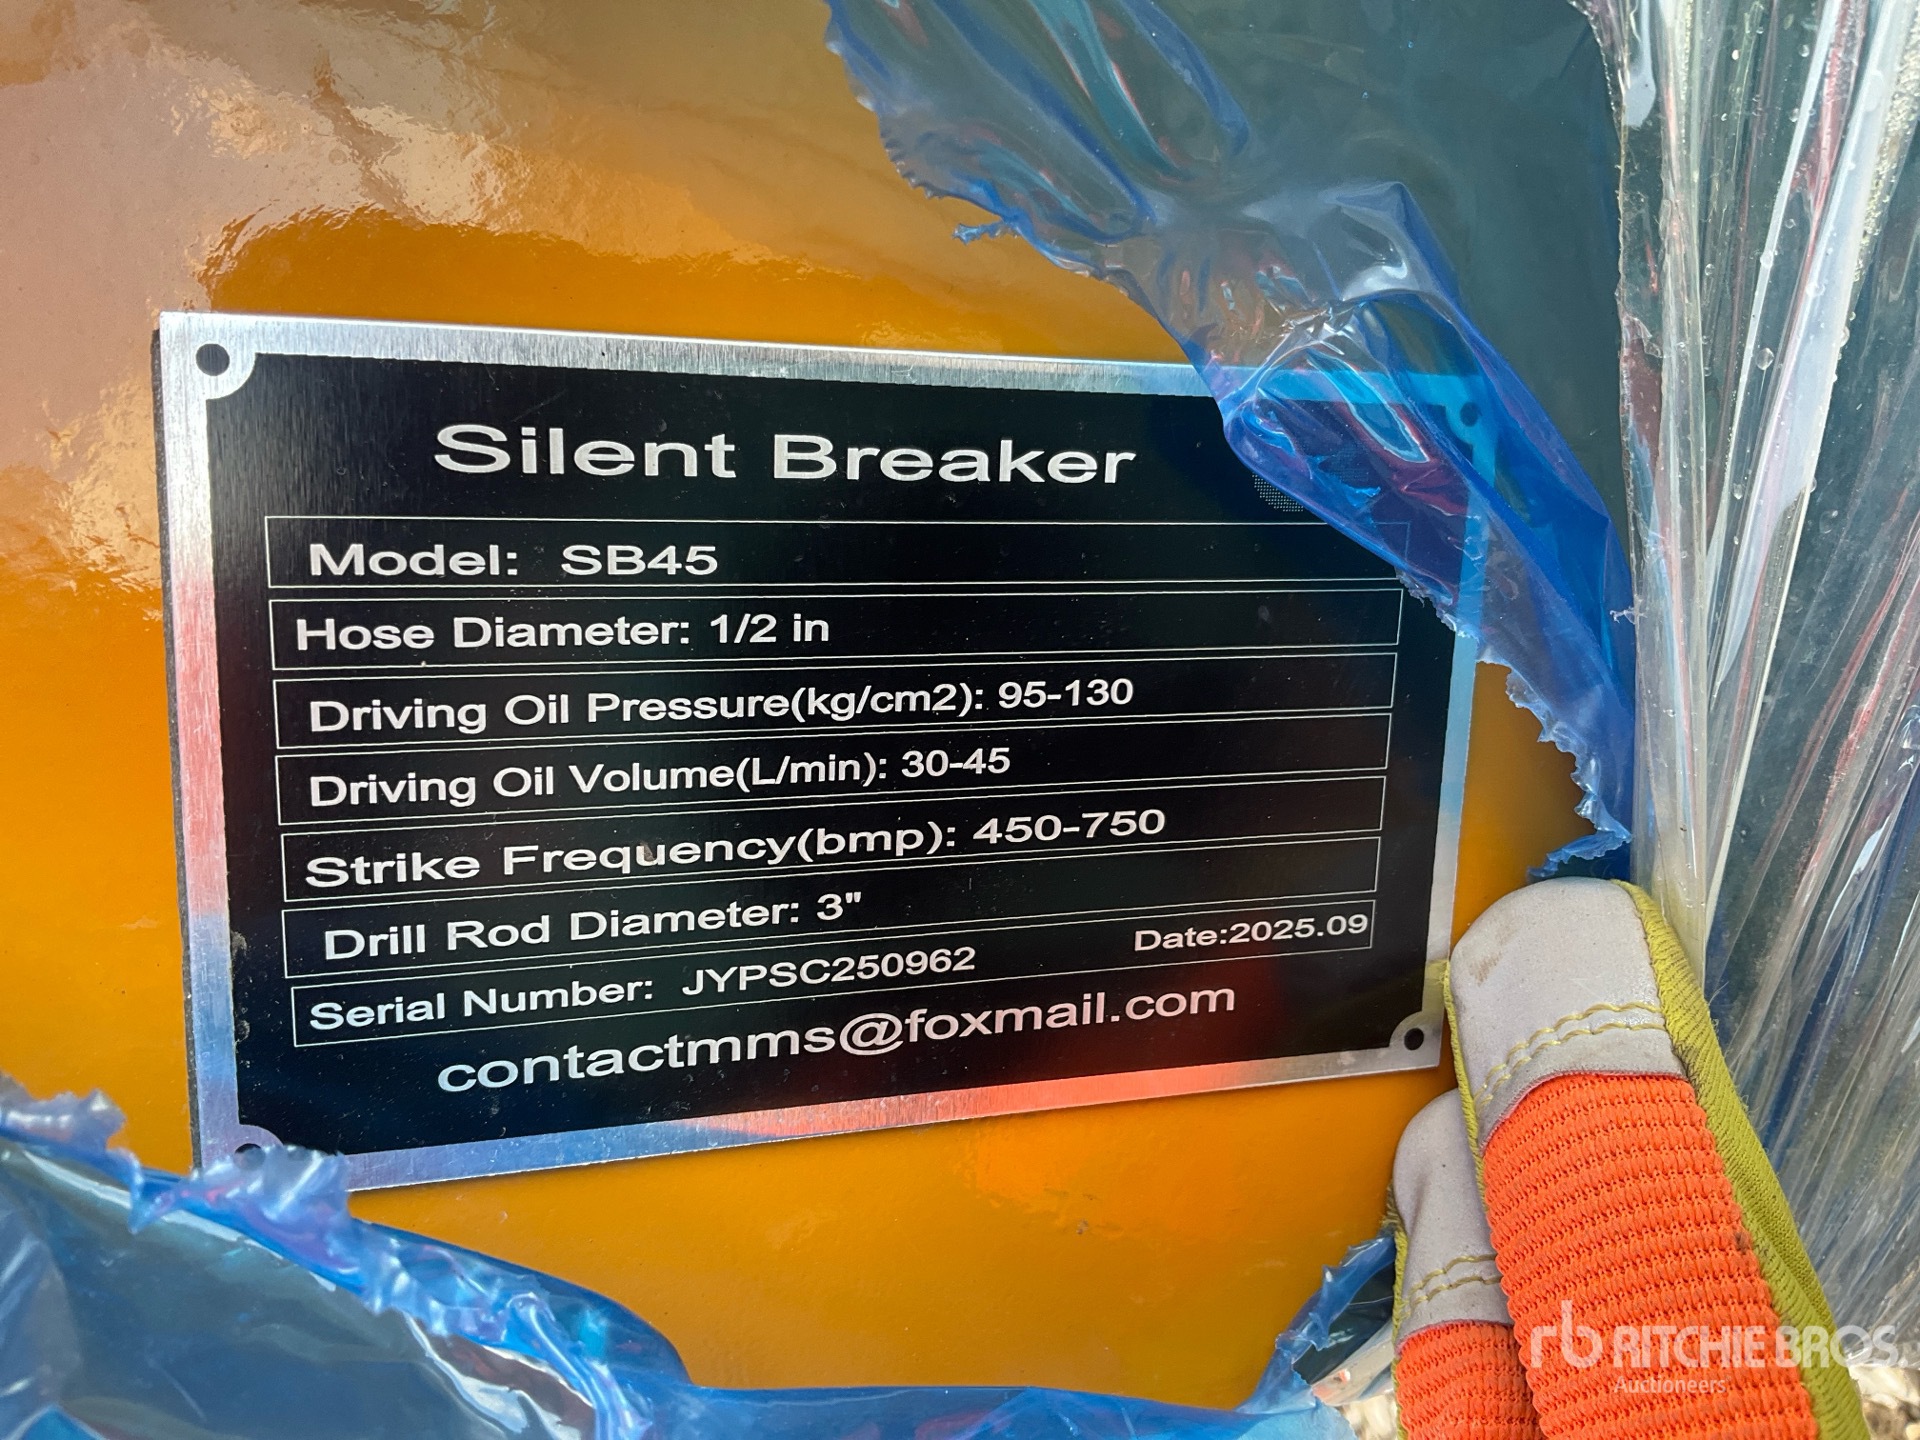 Silent Breaker
Model: SB45
Hose Diameter: 1/2 in
Driving Oil Pressure(kg/cm2): 95-130
Driving Oil Volume(L/min): 30-45
Strike Frequency(bmp): 450-750
Drill Rod Diameter: 3"
Serial Number: JYPSC250962 Date:2025.09
contactmms@foxmail.com
rb RITCHIE BROS.
Auctioneers